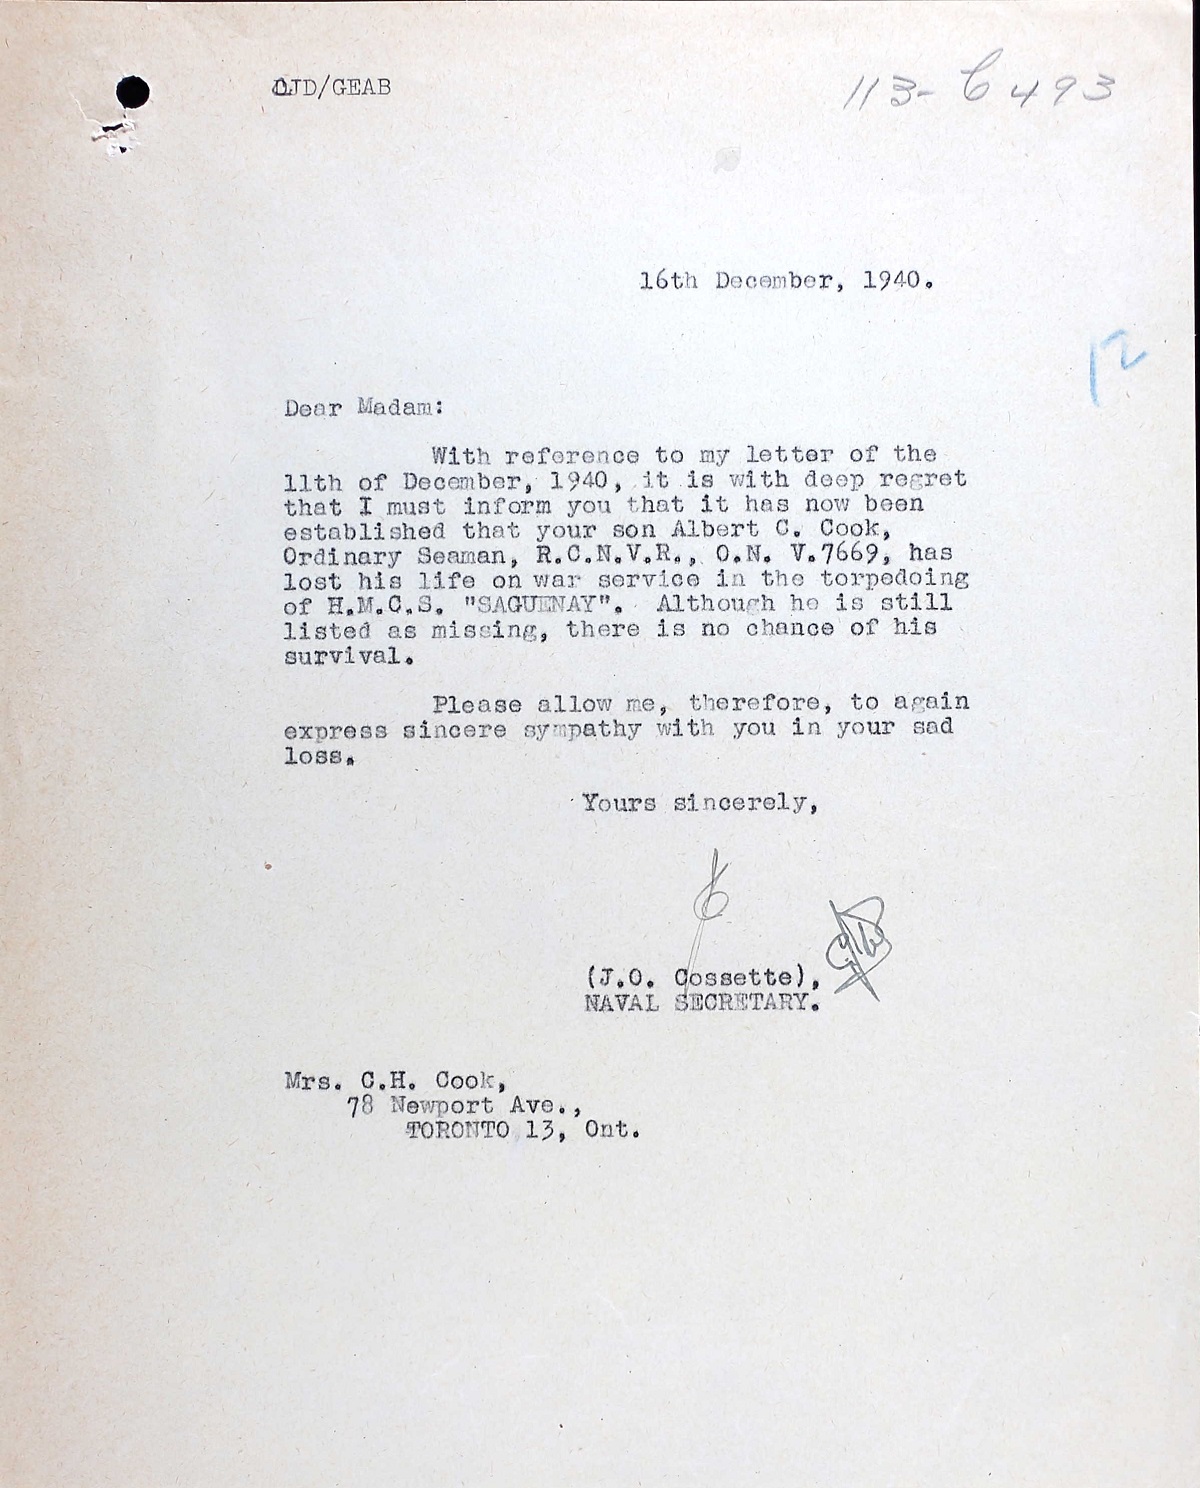 OJD/GEAB
113-C493
16th December, 1940.
12
Dear Madam:
With reference to my letter of the
11th of December, 1940, it is with deep regret
that I must inform you that it has now been
established that your son Albert C. Cook,
Ordinary Seaman, R.C.N.V.R., O.N. V.7669, has
lost his life on war service in the torpedoing
of H.M.C.S. "SAGUENAY". Although he is still
listed as missing, there is no chance of his
survival.
Please allow me, therefore, to again
express sincere sympathy with you in your sad
loss.
Yours sincerely,
(J.O. Cossette),
NAVAL SECRETARY.
Mrs. C.H. Cook,
78 Newport Ave.,
TORONTO 13, Ont.